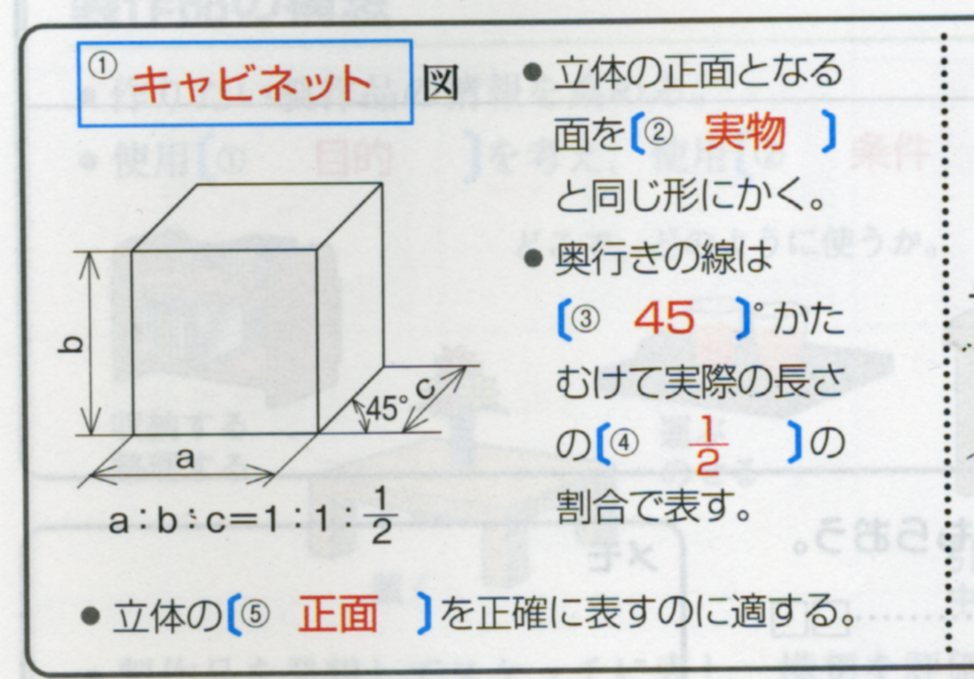 ① キャビネット 図
b
a
45°
c
a:b:c=1:1:1/2
● 立体の正面となる
面を〔② 実物 〕
と同じ形にかく。
● 奥行きの線は
〔③ 45 〕°かた
むけて実際の長さ
の〔④ 1/2 〕の
割合で表す。
● 立体の〔⑤ 正面 〕を正確に表すのに適する。